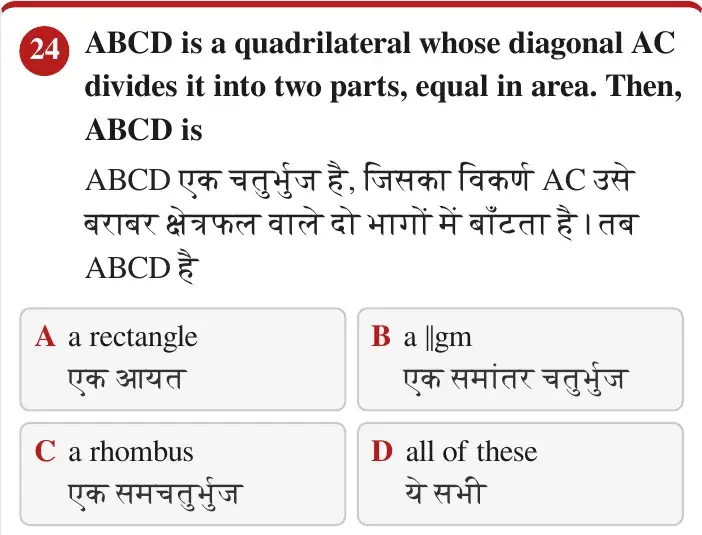 24 ABCD is a quadrilateral whose diagonal AC
divides it into two parts, equal in area. Then,
ABCD is
ABCD एक चतुर्भुज है, जिसका विकर्ण AC उसे
बराबर क्षेत्रफल वाले दो भागों में बाँटता है। तब
ABCD है
A a rectangle
एक आयत
B a ||gm
एक समांतर चतुर्भुज
C a rhombus
एक समचतुर्भुज
D all of these
ये सभी